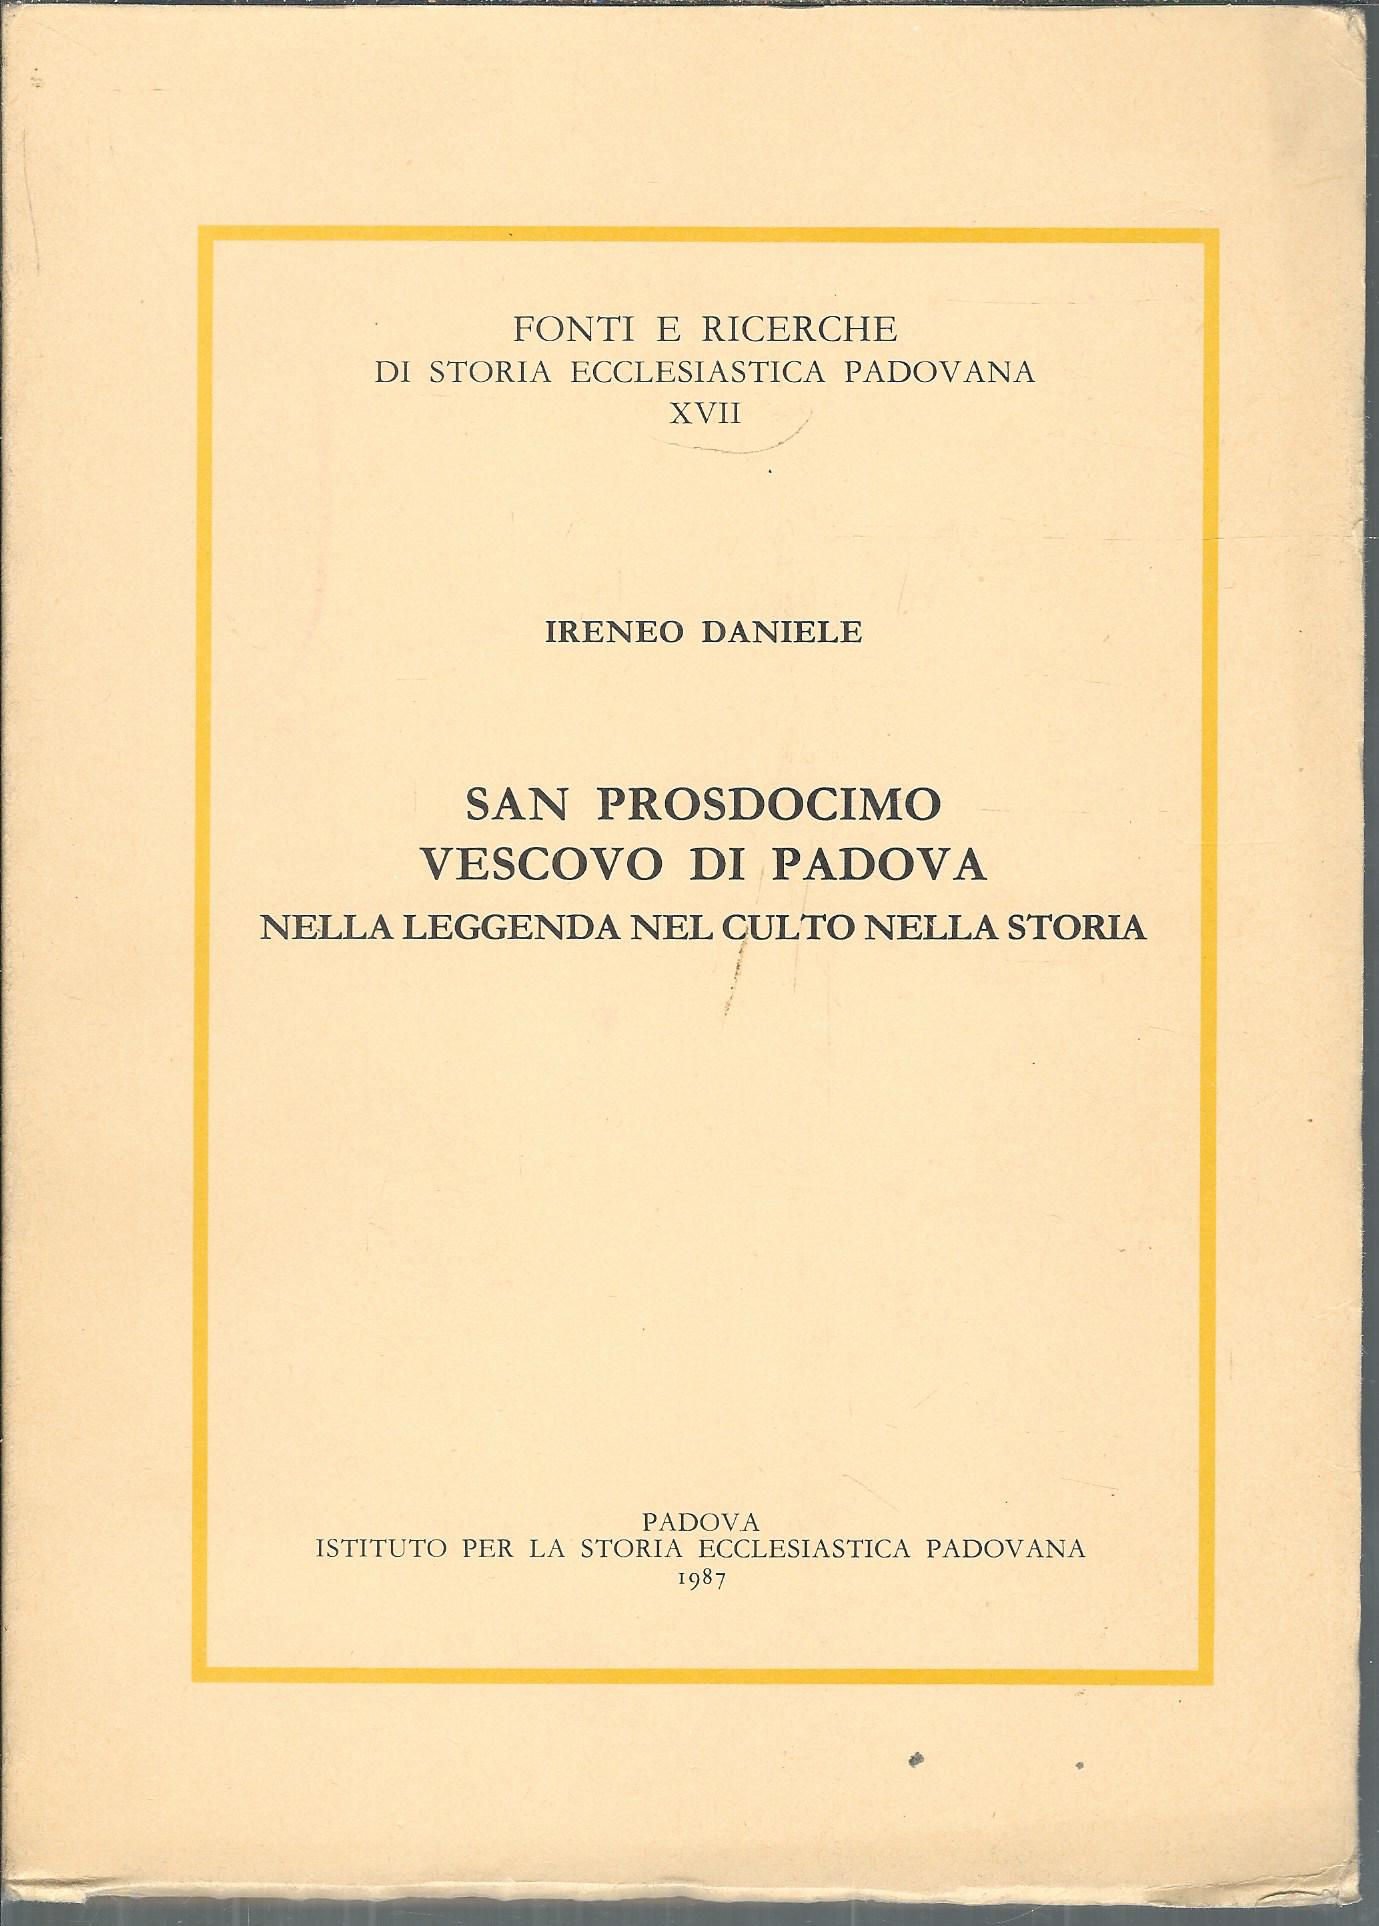 FONTI E RICERCHE
DI STORIA ECCLESIASTICA PADOVANA
XVII
IRENEO DANIELE
SAN PROSDOCIMO
VESCOVO DI PADOVA
NELLA LEGGENDA NEL CULTO NELLA STORIA
PADOVA
ISTITUTO PER LA STORIA ECCLESIASTICA PADOVANA
1987